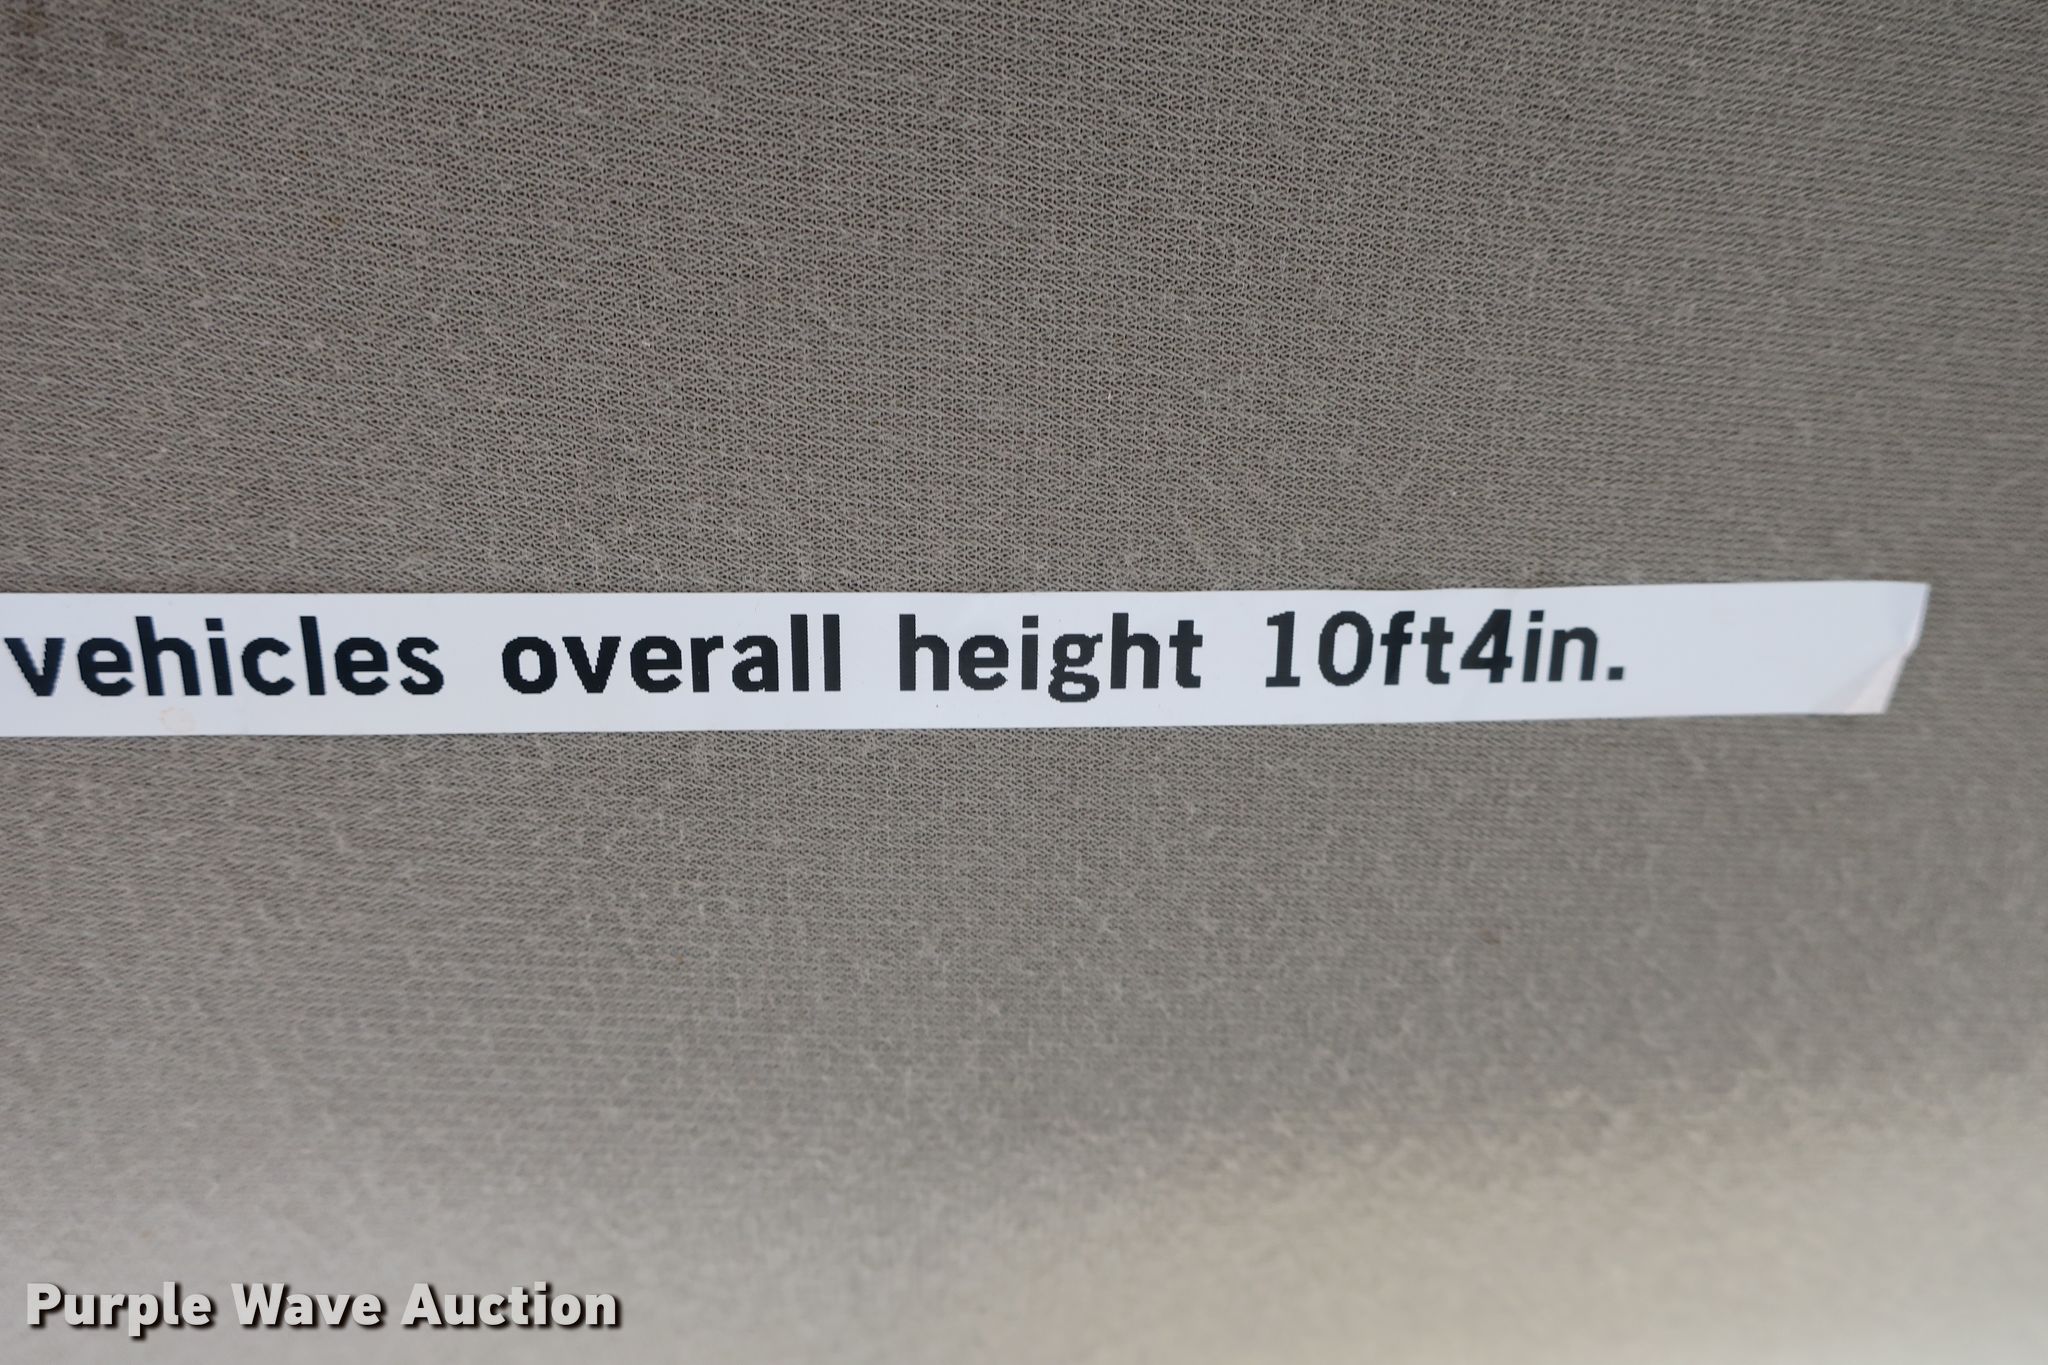 vehicles overall height 10ft4in.
Purple Wave Auction